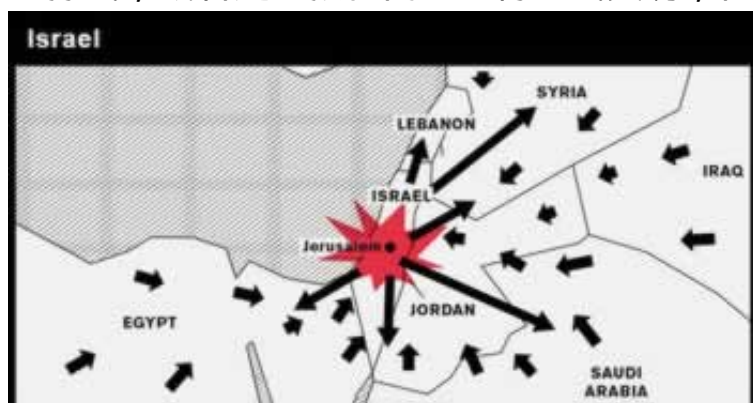 Israel
SYRIA
LEBANON
IRAQ
ISRAEL
Jerusalem
JORDAN
EGYPT
SAUDI
ARABIA